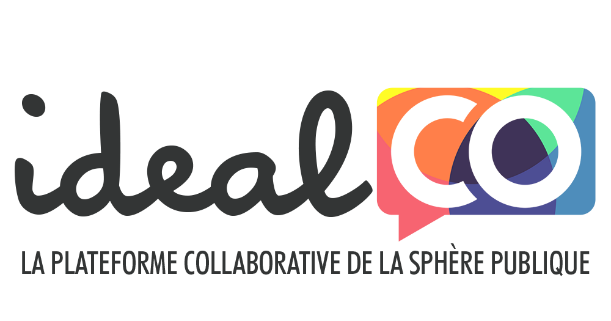 idealCO
LA PLATEFORME COLLABORATIVE DE LA SPHÈRE PUBLIQUE